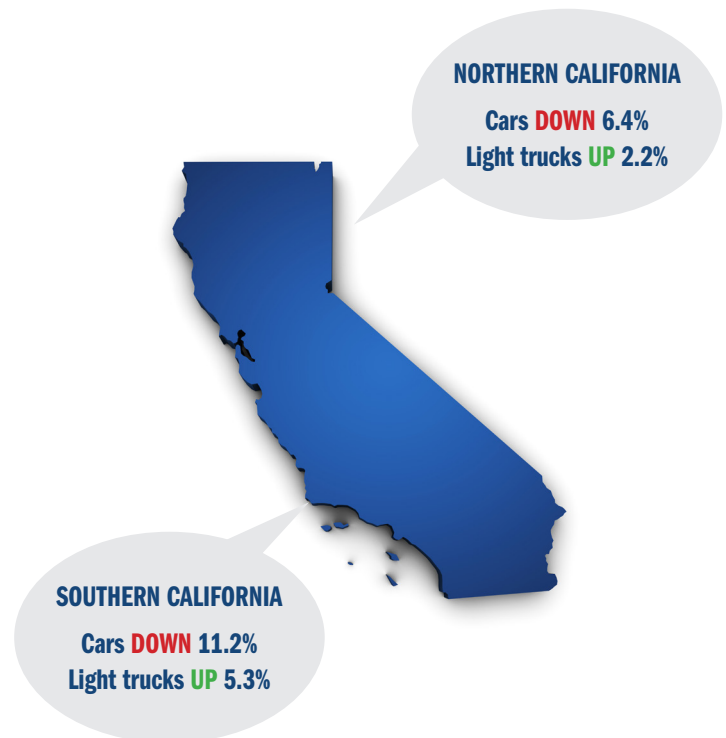 NORTHERN CALIFORNIA
Cars DOWN 6.4%
Light trucks UP 2.2%
SOUTHERN CALIFORNIA
Cars DOWN 11.2%
Light trucks UP 5.3%